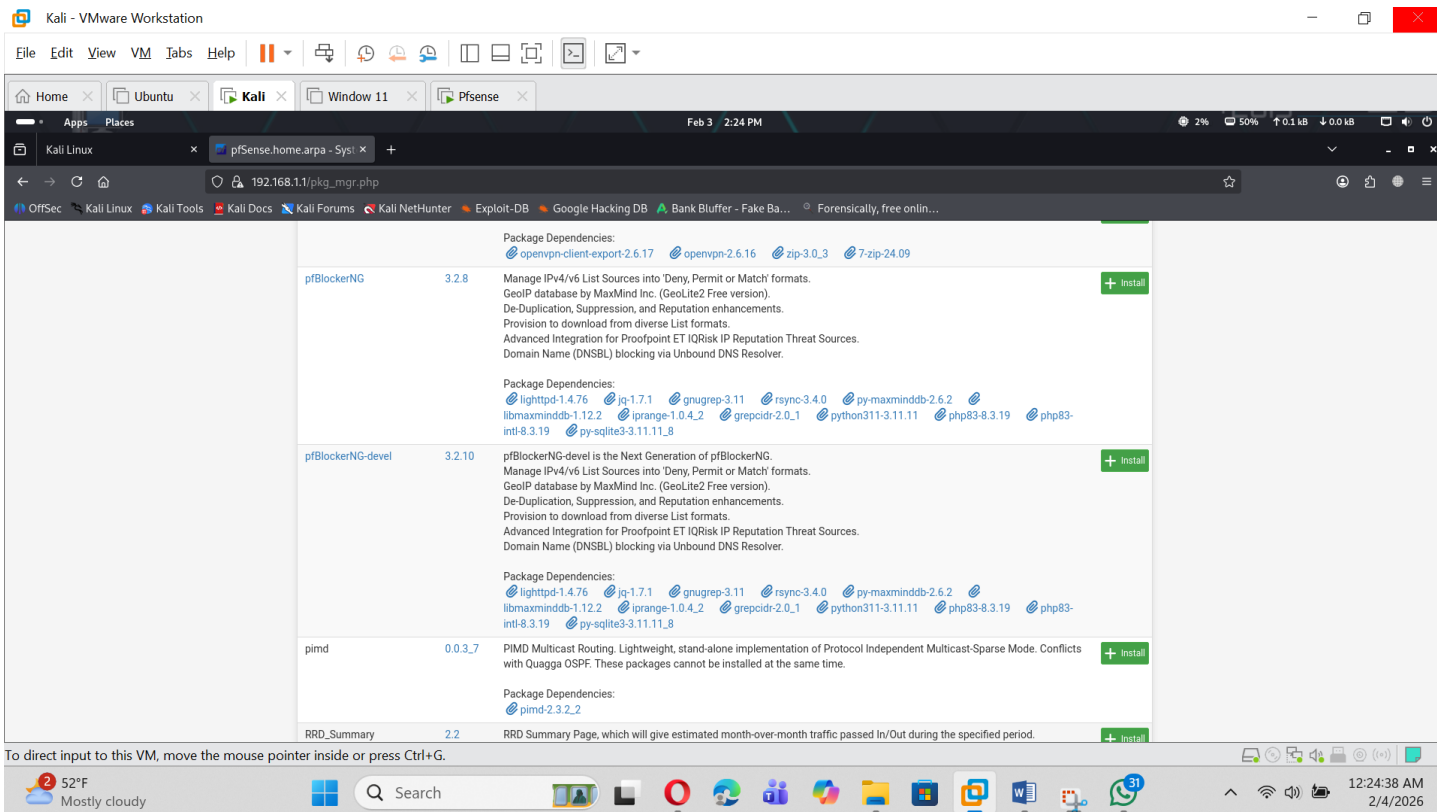 Kali - VMware Workstation
File Edit View VM Tabs Help
Home Ubuntu Kali Window 11 Pfsense
Apps Places Feb 3 2:24 PM 2% 50% ↑0.1 kB ↓0.0 kB
Kali Linux pfSense.home.arpa - Syst
192.168.1.1/pkg_mgr.php
OffSec Kali Linux Kali Tools Kali Docs Kali Forums Kali NetHunter Exploit-DB Google Hacking DB Bank Bluffer - Fake Ba... Forensically, free onlin...
Package Dependencies:
openvpn-client-export-2.6.17 openvpn-2.6.16 zip-3.0_3 7-zip-24.09
pfBlockerNG 3.2.8 Manage IPv4/v6 List Sources into 'Deny, Permit or Match' formats. Install
GeoIP database by MaxMind Inc. (GeoLite2 Free version).
De-Duplication, Suppression, and Reputation enhancements.
Provision to download from diverse List formats.
Advanced Integration for Proofpoint ET IQRisk IP Reputation Threat Sources.
Domain Name (DNSBL) blocking via Unbound DNS Resolver.
Package Dependencies:
lighttpd-1.4.76 jq-1.7.1 gnugrep-3.11 rsync-3.4.0 py-maxminddb-2.6.2
libmaxminddb-1.12.2 iprange-1.0.4_2 grepcidr-2.0_1 python311-3.11.11 php83-8.3.19 php83-
intl-8.3.19 py-sqlite3-3.11.11_8
pfBlockerNG-devel 3.2.10 pfBlockerNG-devel is the Next Generation of pfBlockerNG. Install
Manage IPv4/v6 List Sources into 'Deny, Permit or Match' formats.
GeoIP database by MaxMind Inc. (GeoLite2 Free version).
De-Duplication, Suppression, and Reputation enhancements.
Provision to download from diverse List formats.
Advanced Integration for Proofpoint ET IQRisk IP Reputation Threat Sources.
Domain Name (DNSBL) blocking via Unbound DNS Resolver.
Package Dependencies:
lighttpd-1.4.76 jq-1.7.1 gnugrep-3.11 rsync-3.4.0 py-maxminddb-2.6.2
libmaxminddb-1.12.2 iprange-1.0.4_2 grepcidr-2.0_1 python311-3.11.11 php83-8.3.19 php83-
intl-8.3.19 py-sqlite3-3.11.11_8
pimd 0.0.3_7 PIMD Multicast Routing. Lightweight, stand-alone implementation of Protocol Independent Multicast-Sparse Mode. Conflicts Install
with Quagga OSPF. These packages cannot be installed at the same time.
Package Dependencies:
pimd-2.3.2_2
RRD_Summary 2.2 RRD Summary Page, which will give estimated month-over-month traffic passed In/Out during the specified period. Install
To direct input to this VM, move the mouse pointer inside or press Ctrl+G.
2 52°F
Mostly cloudy
Search
31
12:24:38 AM
2/4/2026